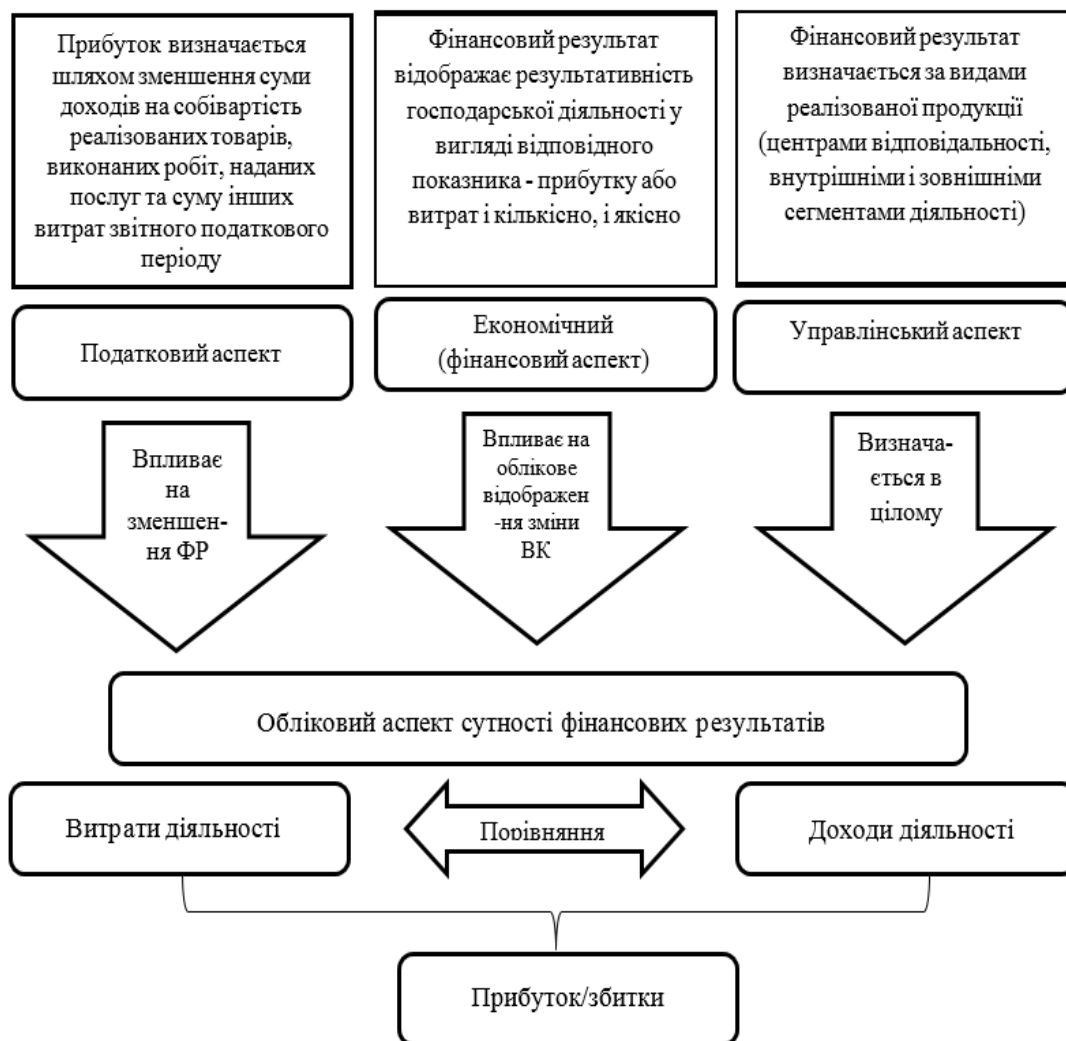 Прибуток визначається
шляхом зменшення суми
доходів на собівартість
реалізованих товарів,
виконаних робіт, наданих
послуг та суму інших
витрат звітного податкового
періоду
Фінансовий результат
відображає результативність
господарської діяльності у
вигляді відповідного
показника - прибутку або
витрат і кількісно, і якісно
Фінансовий результат
визначається за видами
реалізованої продукції
(центрами відповідальності,
внутрішніми і зовнішніми
сегментами діяльності)
Податковий аспект
Економічний
(фінансовий аспект)
Управлінський аспект
Впливає
на
зменшен-
ня ФР
Впливає на
облікове
відображен
-ня зміни
ВК
Визнача-
ється в
цілому
Обліковий аспект сутності фінансових результатів
Витрати діяльності
Порівняння
Доходи діяльності
Прибуток/збитки